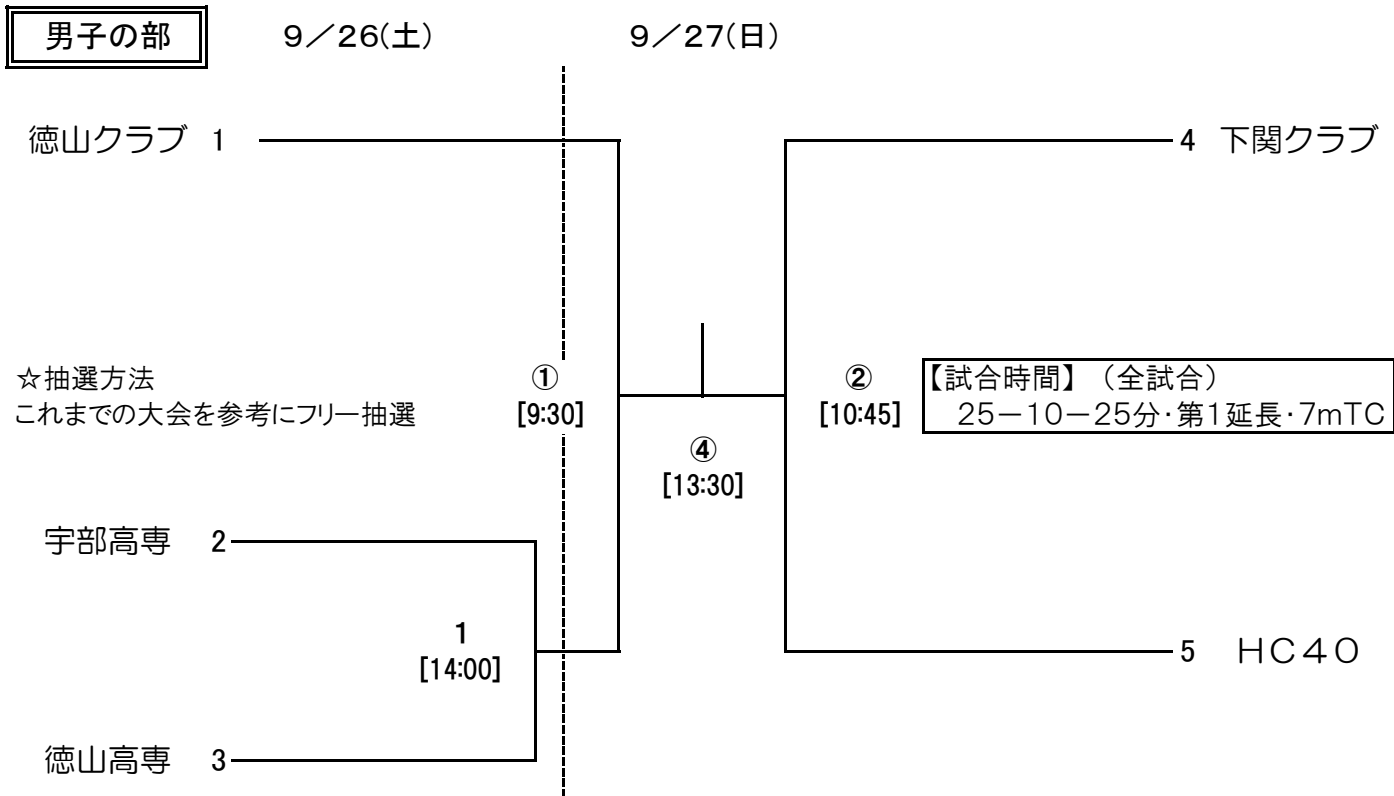 男子の部 9／26(土) 9／27(日)
徳山クラブ 1
4 下関クラブ
☆抽選方法
これまでの大会を参考にフリー抽選
①
[9:30]
②
[10:45]
【試合時間】（全試合）
25－10－25分・第1延長・7mTC
④
[13:30]
宇部高専 2
1
[14:00]
5 ＨＣ４０
徳山高専 3